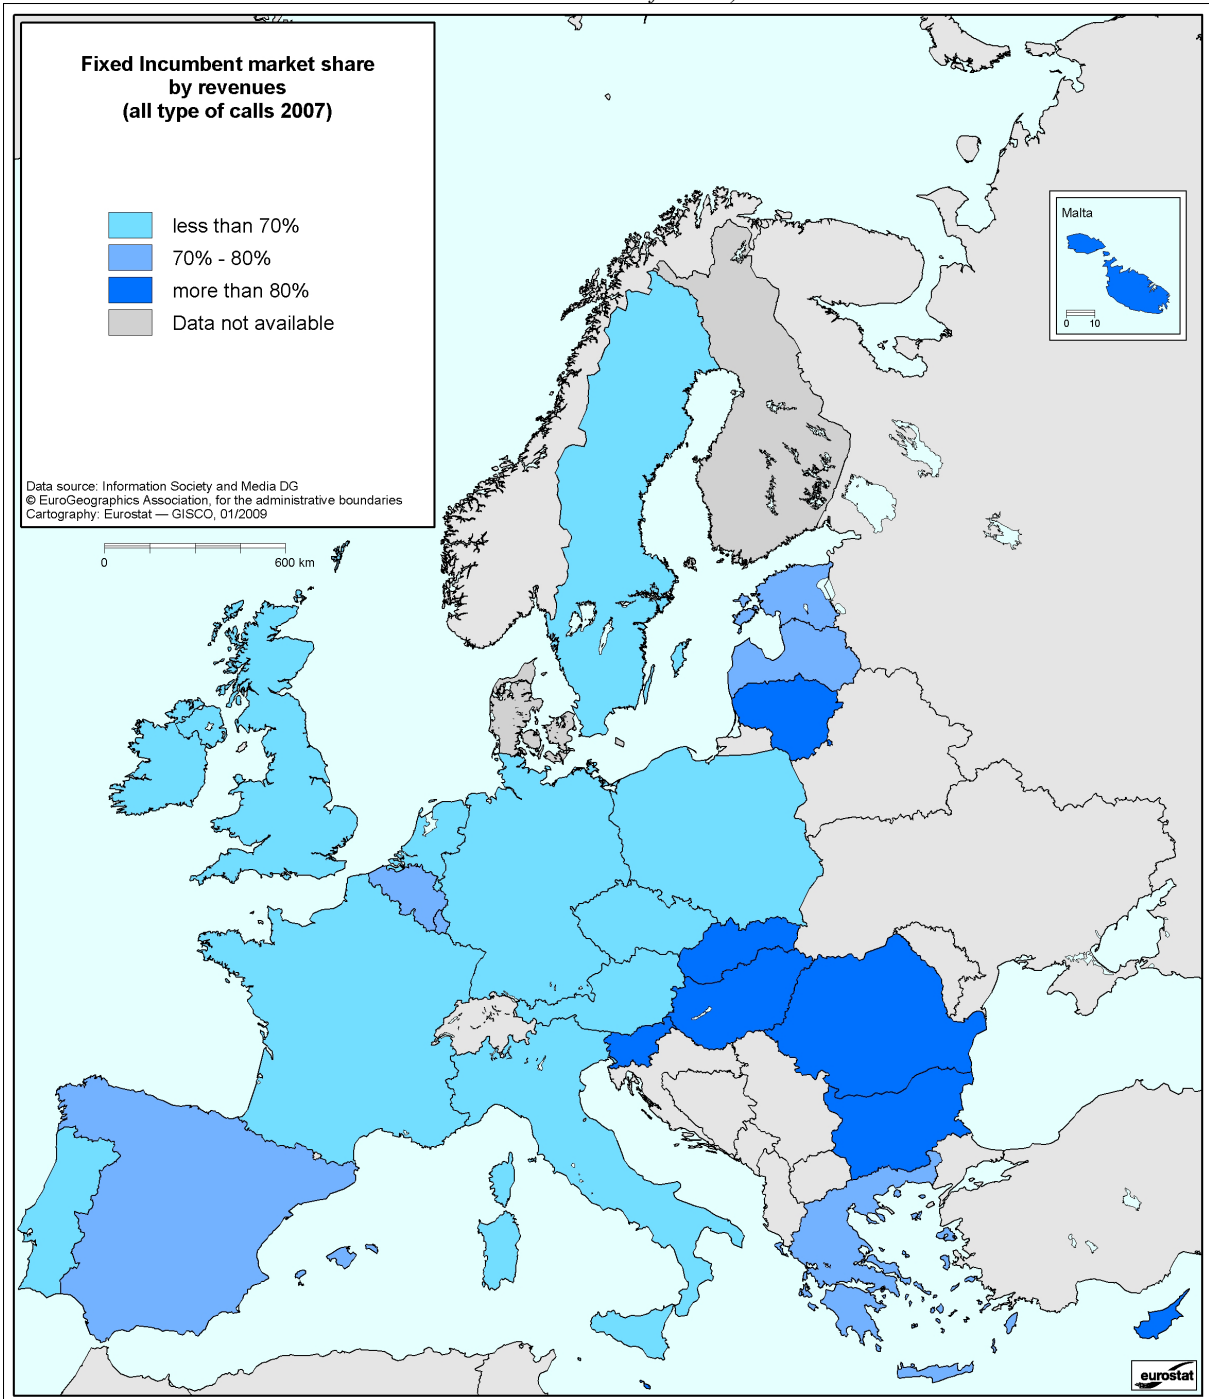 Fixed Incumbent market share
by revenues
(all type of calls 2007)
less than 70%
70% - 80%
more than 80%
Data not available
Data source: Information Society and Media DG
© EuroGeographics Association, for the administrative boundaries
Cartography: Eurostat — GISCO, 01/2009
0 600 km
Malta
0 10
eurostat